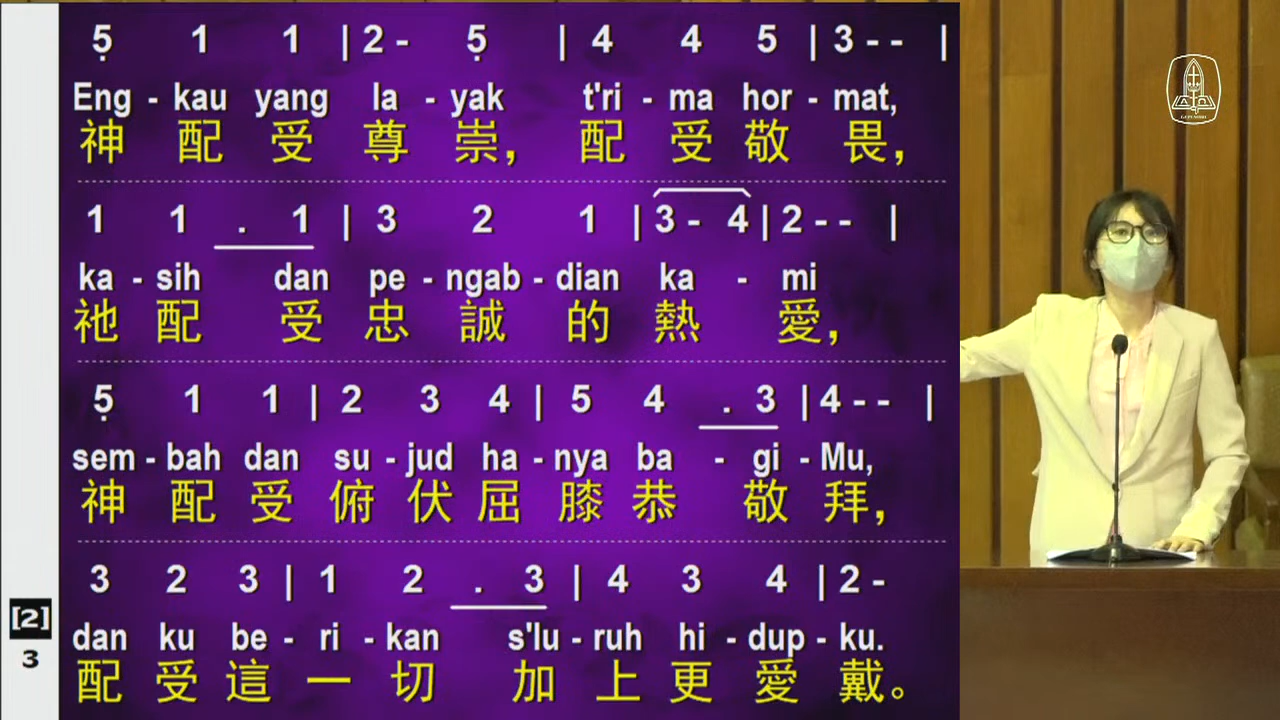 5̣ 1 1 | 2 - 5̣ | 4 4 5 | 3 - - |
Eng - kau yang la - yak t'ri - ma hor - mat,
神 配 受 尊 崇， 配 受 敬 畏，
1 1 . 1 | 3 2 1 | 3 - 4 | 2 - - |
ka - sih dan pe - ngab - dian ka - mi
祂 配 受 忠 誠 的 熱 愛，
5̣ 1 1 | 2 3 4 | 5 4 . 3 | 4 - - |
sem - bah dan su - jud ha - nya ba - gi - Mu,
神 配 受 俯 伏 屈 膝 恭 敬 拜，
3 2 3 | 1 2 . 3 | 4 3 4 | 2 -
dan ku be - ri - kan s'lu - ruh hi - dup - ku.
配 受 這 一 切 加 上 更 愛 戴。
[2]
3